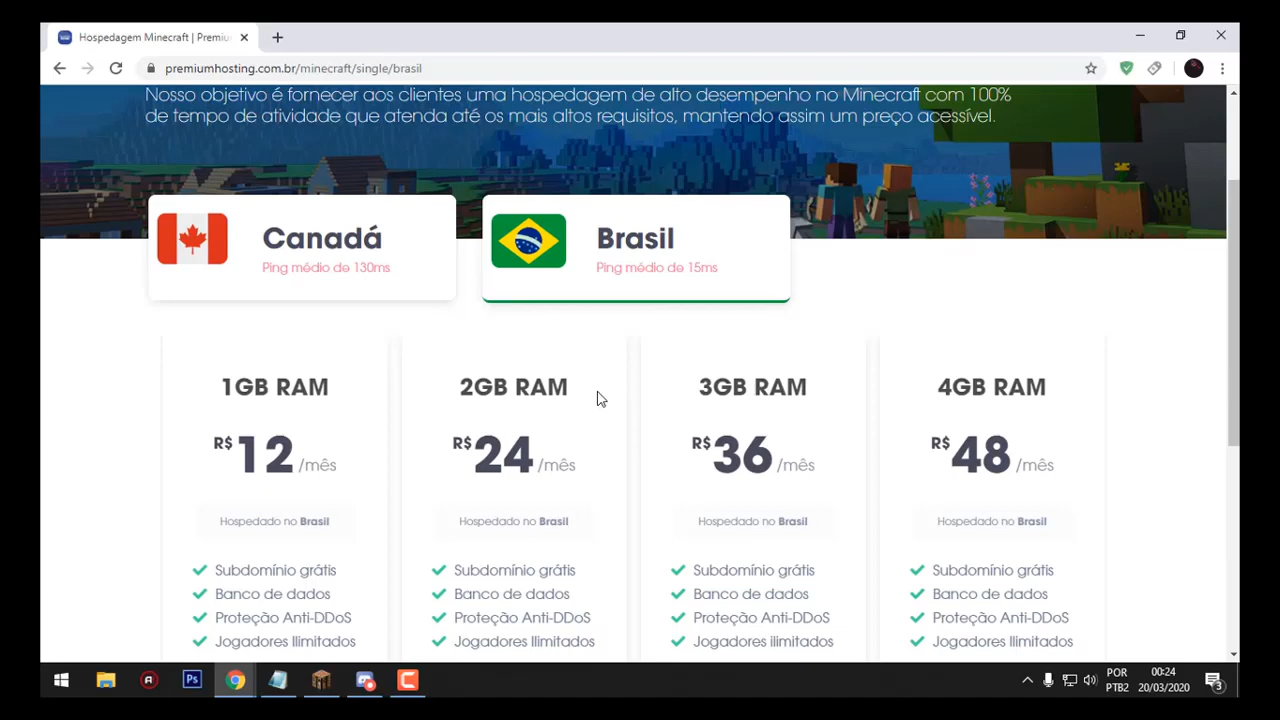 Hospedagem Minecraft | Premiu
premiumhosting.com.br/minecraft/single/brasil
Nosso objetivo é fornecer aos clientes uma hospedagem de alto desempenho no Minecraft com 100%
de tempo de atividade que atenda até os mais altos requisitos, mantendo assim um preço acessível.
Canadá
Ping médio de 130ms
Brasil
Ping médio de 15ms
1GB RAM
R$ 12 /mês
Hospedado no Brasil
Subdomínio grátis
Banco de dados
Proteção Anti-DDoS
Jogadores Ilimitados
2GB RAM
R$ 24 /mês
Hospedado no Brasil
Subdomínio grátis
Banco de dados
Proteção Anti-DDoS
Jogadores Ilimitados
3GB RAM
R$ 36 /mês
Hospedado no Brasil
Subdomínio grátis
Banco de dados
Proteção Anti-DDoS
Jogadores ilimitados
4GB RAM
R$ 48 /mês
Hospedado no Brasil
Subdomínio grátis
Banco de dados
Proteção Anti-DDoS
Jogadores Ilimitados
Ps
POR
PTB2
00:24
20/03/2020
3